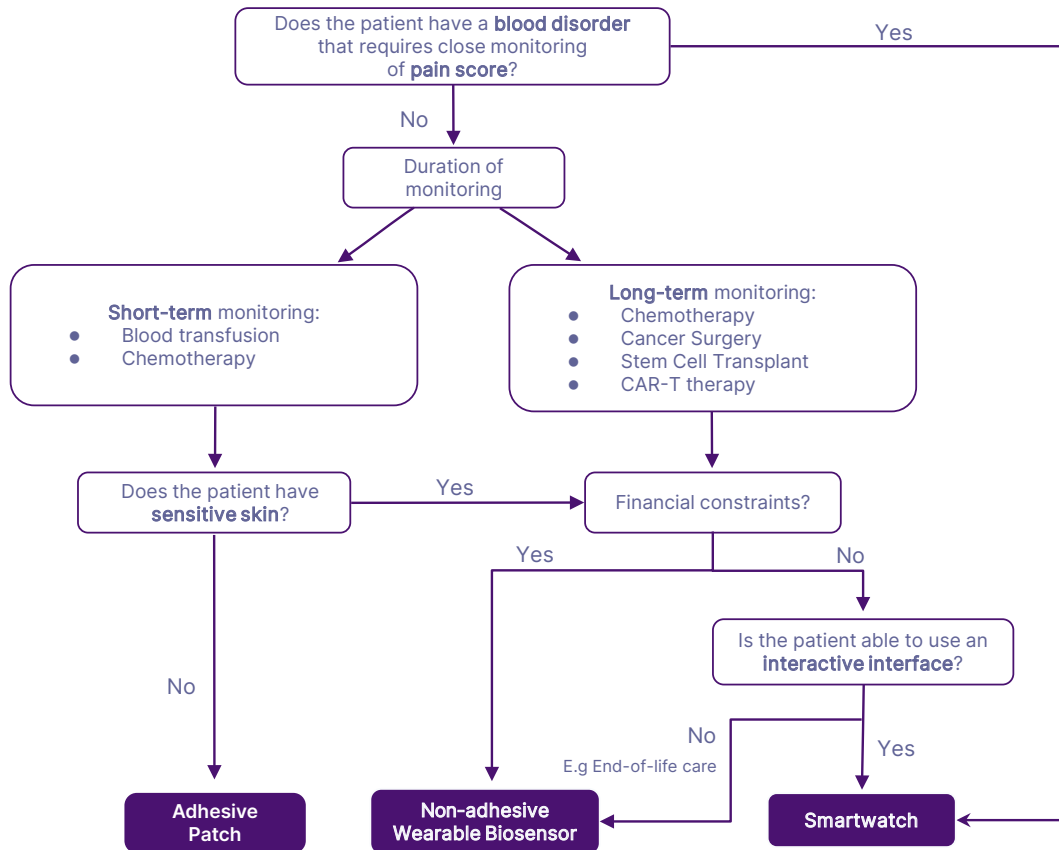 Does the patient have a blood disorder
that requires close monitoring
of pain score?
Yes
No
Duration of
monitoring
Short-term monitoring:
● Blood transfusion
● Chemotherapy
Long-term monitoring:
● Chemotherapy
● Cancer Surgery
● Stem Cell Transplant
● CAR-T therapy
Does the patient have
sensitive skin?
Yes
Financial constraints?
Yes
No
Is the patient able to use an
interactive interface?
No
No
E.g End-of-life care
Yes
Adhesive
Patch
Non-adhesive
Wearable Biosensor
Smartwatch